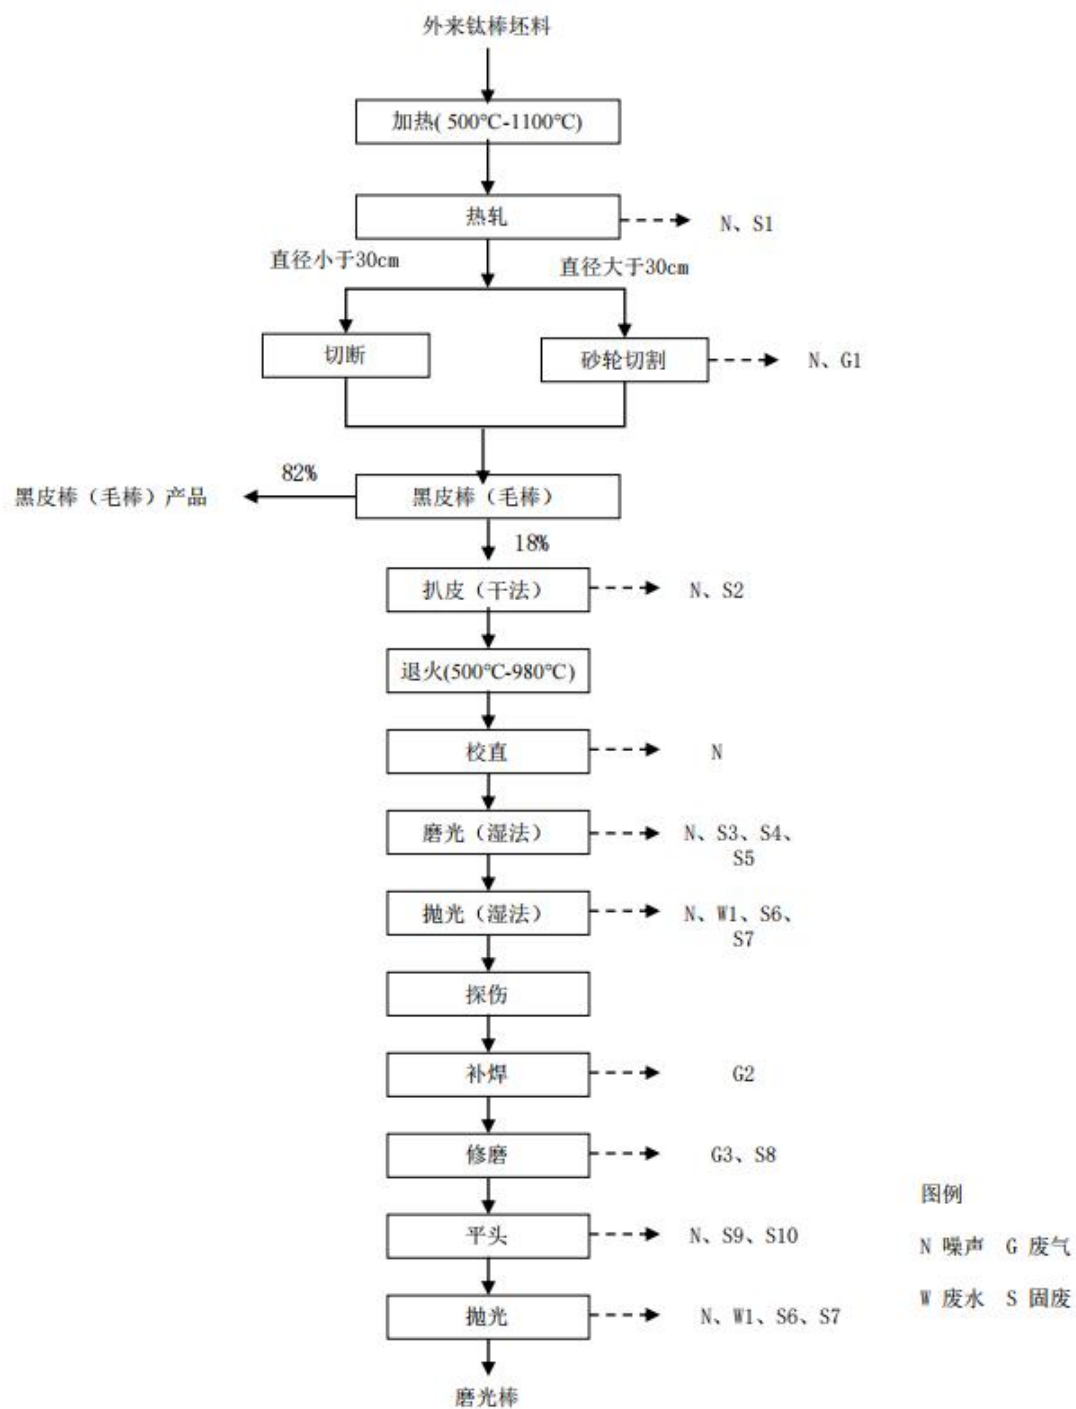 外来钛棒坯料
加热( 500℃-1100℃)
热轧
N、S1
直径小于30cm
直径大于30cm
切断
砂轮切割
N、G1
82%
黑皮棒（毛棒）产品
黑皮棒（毛棒）
18%
扒皮（干法）
N、S2
退火(500℃-980℃)
校直
N
磨光（湿法）
N、S3、S4、
S5
抛光（湿法）
N、W1、S6、
S7
探伤
补焊
G2
修磨
G3、S8
平头
N、S9、S10
抛光
N、W1、S6、S7
磨光棒
图例
N 噪声 G 废气
W 废水 S 固废